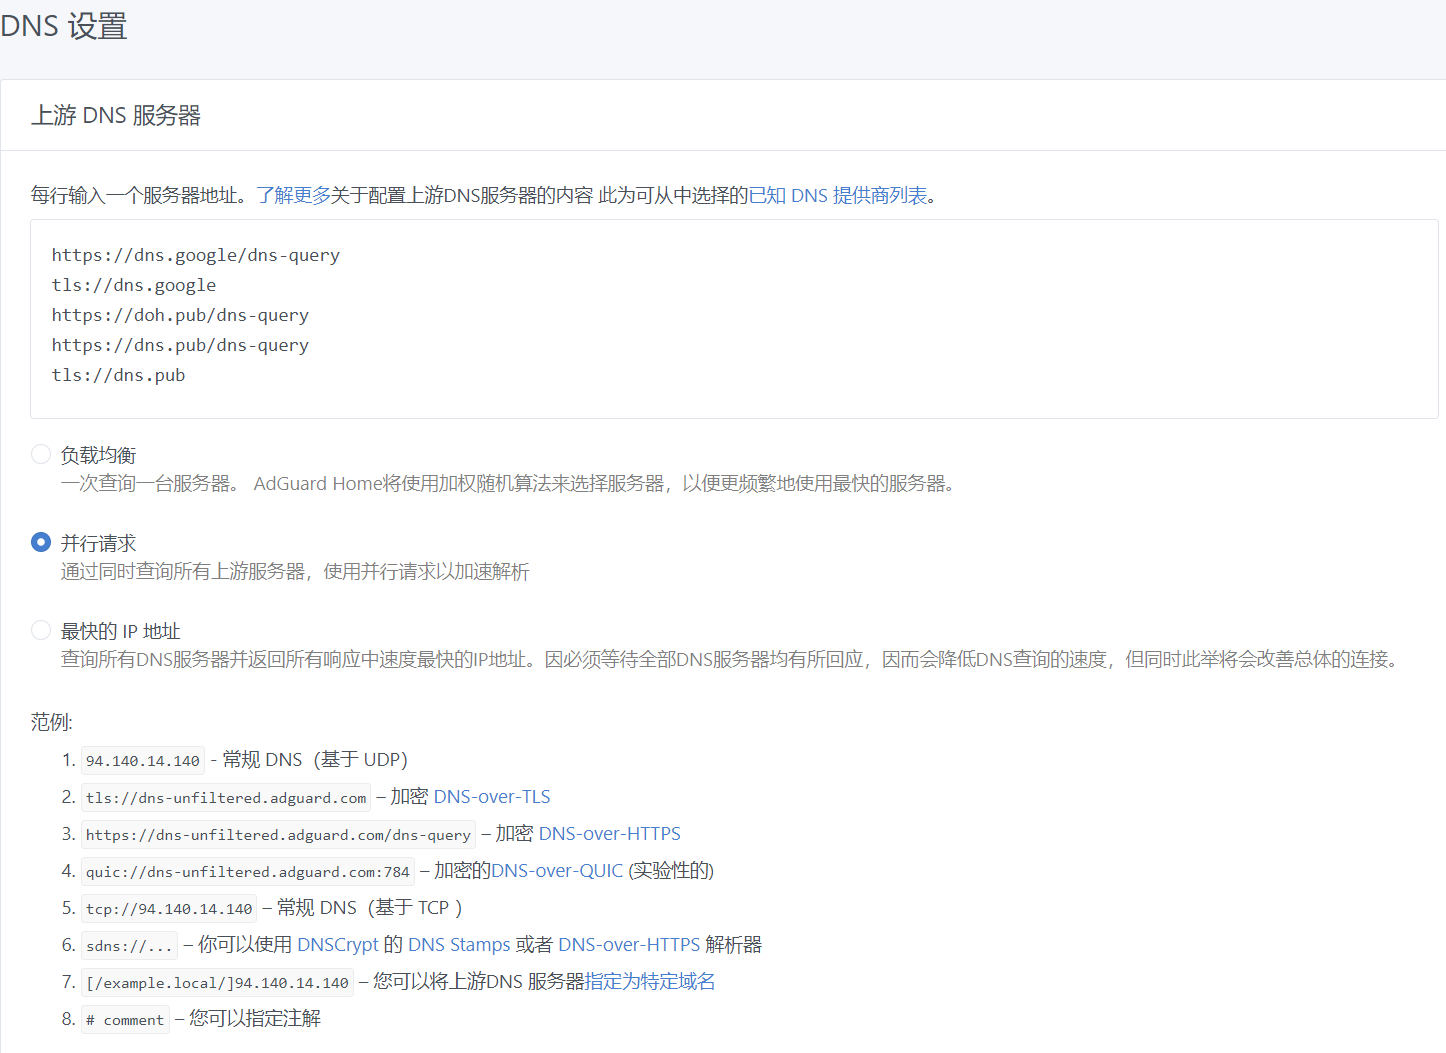 DNS 设置
上游 DNS 服务器
每行输入一个服务器地址。了解更多关于配置上游DNS服务器的内容 此为可从中选择的已知 DNS 提供商列表。
https://dns.google/dns-query
tls://dns.google
https://doh.pub/dns-query
https://dns.pub/dns-query
tls://dns.pub
负载均衡
一次查询一台服务器。 AdGuard Home将使用加权随机算法来选择服务器，以便更频繁地使用最快的服务器。
并行请求
通过同时查询所有上游服务器，使用并行请求以加速解析
最快的 IP 地址
查询所有DNS服务器并返回所有响应中速度最快的IP地址。因必须等待全部DNS服务器均有所回应，因而会降低DNS查询的速度，但同时此举将会改善总体的连接。
范例:
1. 94.140.14.140 - 常规 DNS（基于 UDP）
2. tls://dns-unfiltered.adguard.com – 加密 DNS-over-TLS
3. https://dns-unfiltered.adguard.com/dns-query – 加密 DNS-over-HTTPS
4. quic://dns-unfiltered.adguard.com:784 – 加密的DNS-over-QUIC (实验性的)
5. tcp://94.140.14.140 – 常规 DNS（基于 TCP ）
6. sdns://... – 你可以使用 DNSCrypt 的 DNS Stamps 或者 DNS-over-HTTPS 解析器
7. [/example.local/]94.140.14.140 – 您可以将上游DNS 服务器指定为特定域名
8. # comment – 您可以指定注解